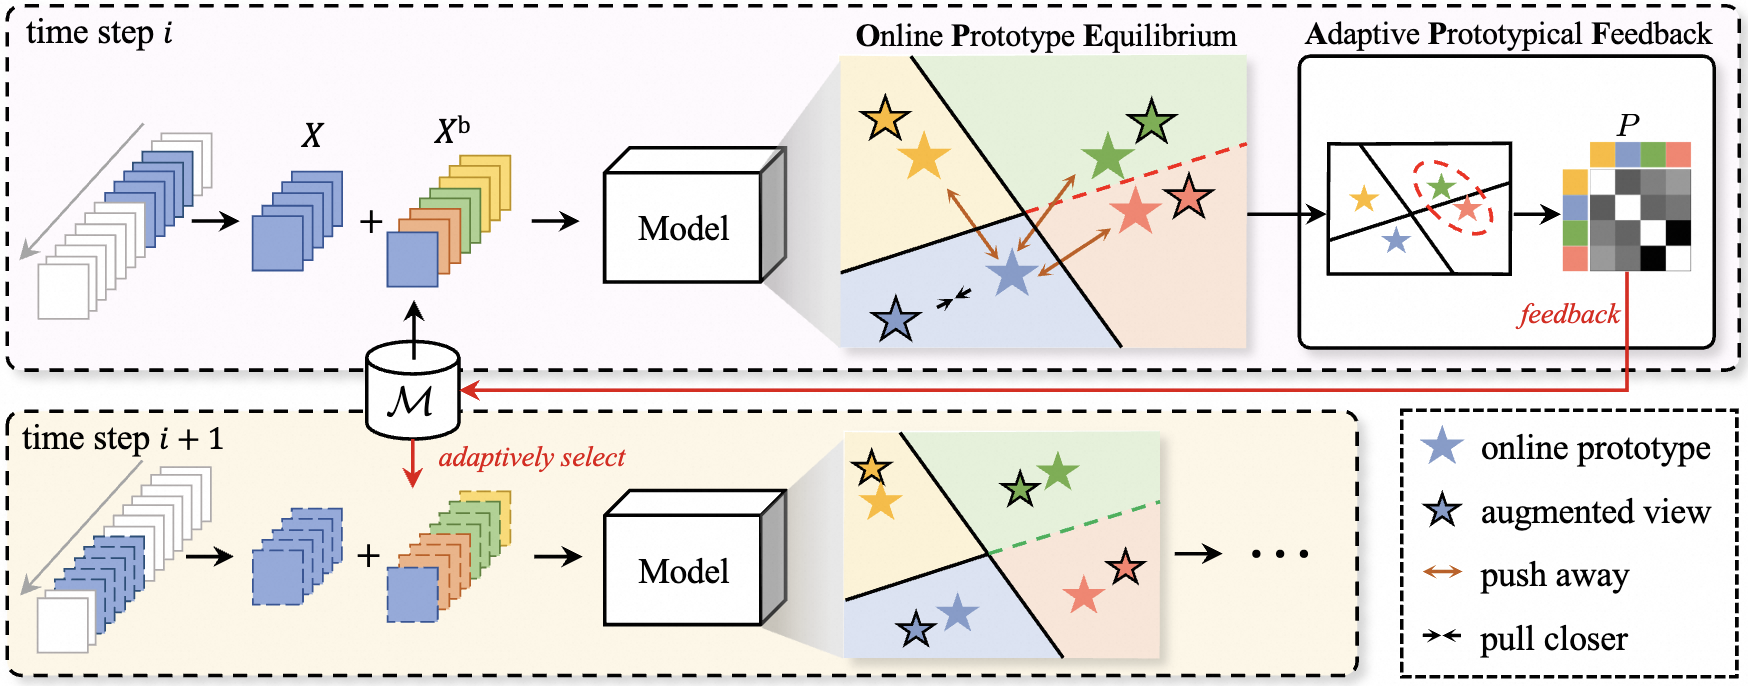 time step i
Online Prototype Equilibrium
Adaptive Prototypical Feedback
X
Xᵇ
P
Model
feedback
M
time step i + 1
adaptively select
Model
online prototype
augmented view
push away
pull closer